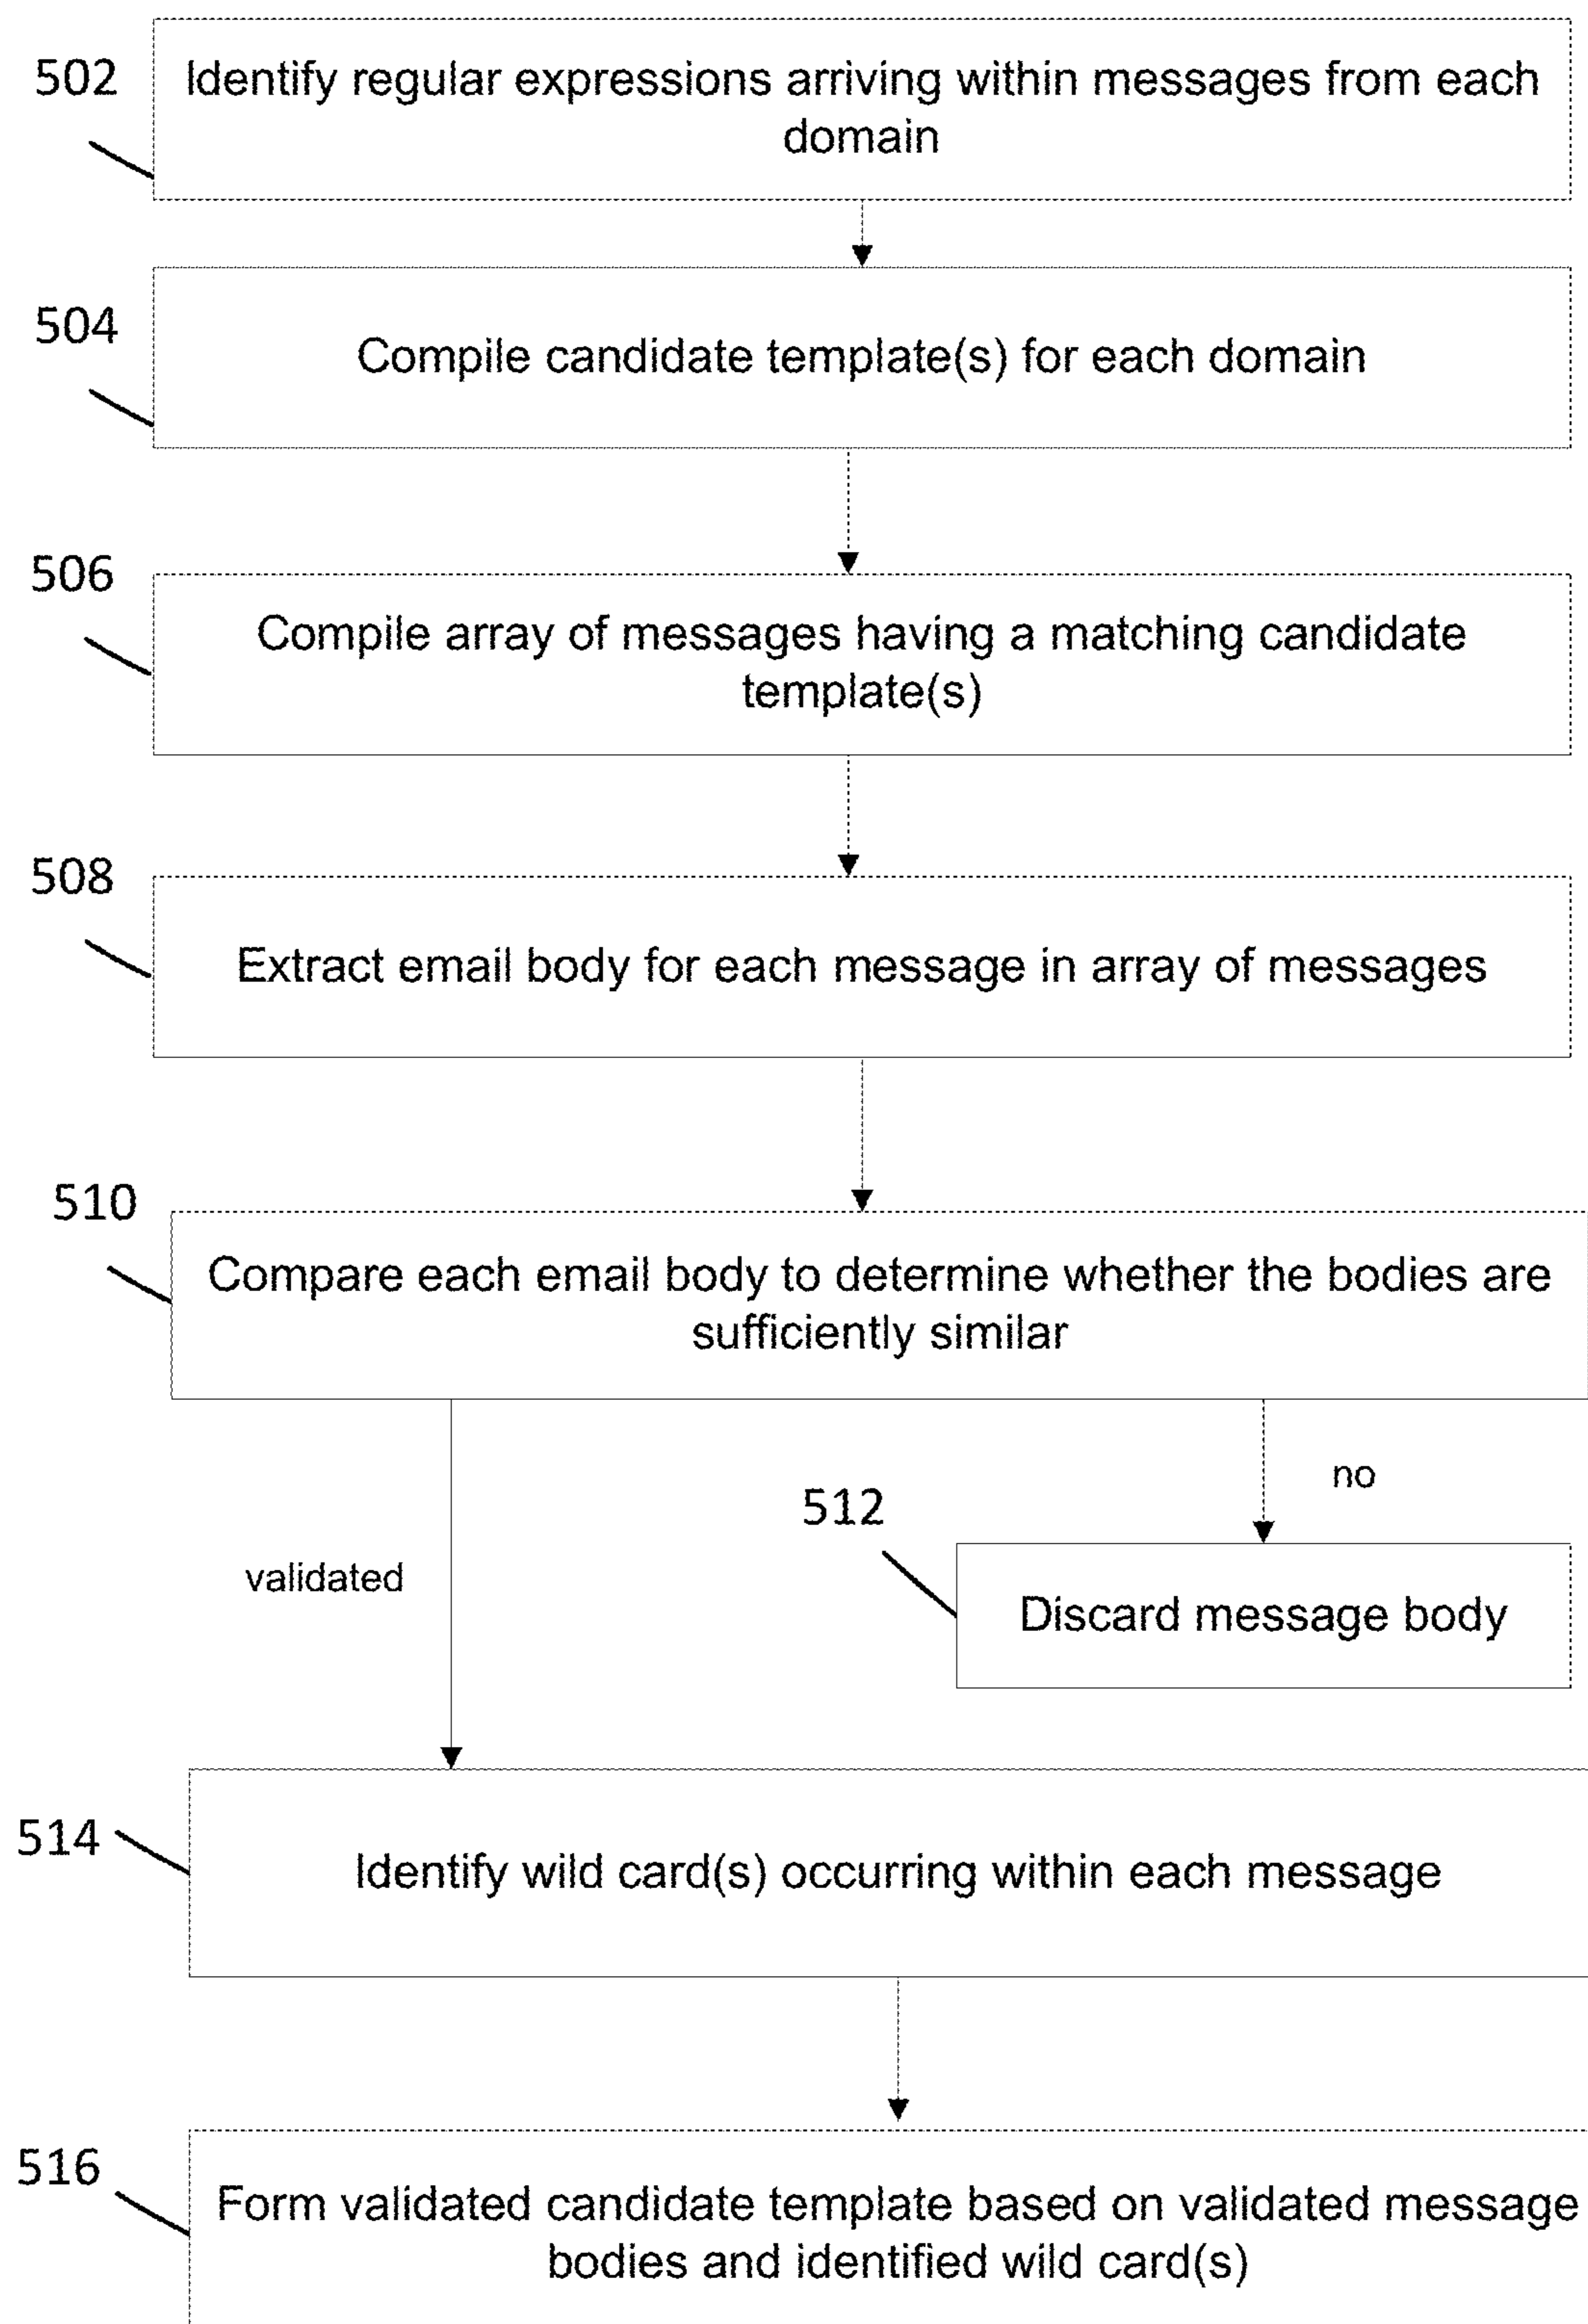 502
Identify regular expressions arriving within messages from each
domain
504
Compile candidate template(s) for each domain
506
Compile array of messages having a matching candidate
template(s)
508
Extract email body for each message in array of messages
510
Compare each email body to determine whether the bodies are
sufficiently similar
no
512
validated
Discard message body
514
Identify wild card(s) occurring within each message
516
Form validated candidate template based on validated message
bodies and identified wild card(s)